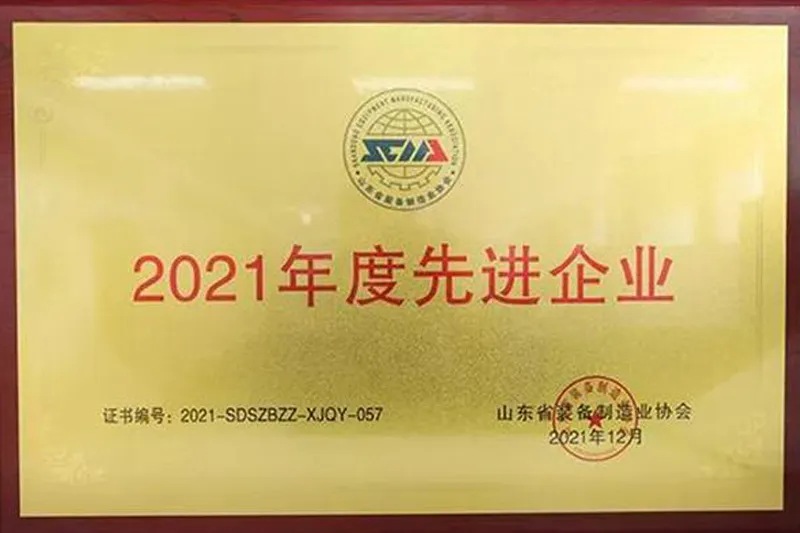 SHANDONG EQUIPMENT MANUFACTURING ASSOCIATION
SEMA
山东省装备制造业协会
2021年度先进企业
证书编号：2021-SDSZBZZ-XJQY-057
山东省装备制造业协会
2021年12月